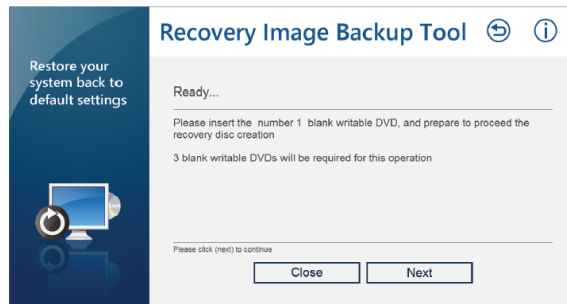 Recovery Image Backup Tool
Restore your
system back to
default settings
Ready...
Please insert the number 1 blank writable DVD, and prepare to proceed the
recovery disc creation
3 blank writable DVDs will be required for this operation
Please click (next) to continue
Close
Next